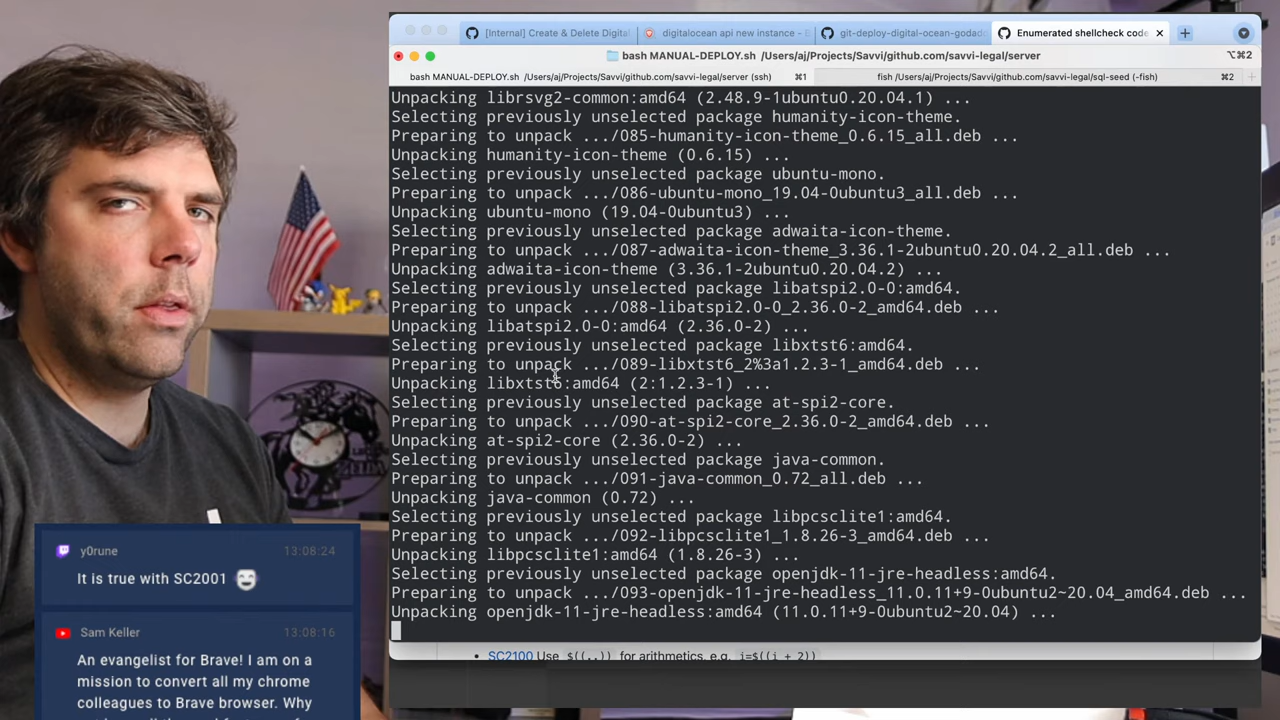 [Internal] Create & Delete Digital
digitalocean api new instance - B
git-deploy-digital-ocean-godad
Enumerated shellcheck code
bash MANUAL-DEPLOY.sh /Users/aj/Projects/Savvi/github.com/savvi-legal/server
⌥⌘2
bash MANUAL-DEPLOY.sh /Users/aj/Projects/Savvi/github.com/savvi-legal/server (ssh)
⌘1
fish /Users/aj/Projects/Savvi/github.com/savvi-legal/sql-seed (-fish)
⌘2
Unpacking librsvg2-common:amd64 (2.48.9-1ubuntu0.20.04.1) ...
Selecting previously unselected package humanity-icon-theme.
Preparing to unpack .../085-humanity-icon-theme_0.6.15_all.deb ...
Unpacking humanity-icon-theme (0.6.15) ...
Selecting previously unselected package ubuntu-mono.
Preparing to unpack .../086-ubuntu-mono_19.04-0ubuntu3_all.deb ...
Unpacking ubuntu-mono (19.04-0ubuntu3) ...
Selecting previously unselected package adwaita-icon-theme.
Preparing to unpack .../087-adwaita-icon-theme_3.36.1-2ubuntu0.20.04.2_all.deb ...
Unpacking adwaita-icon-theme (3.36.1-2ubuntu0.20.04.2) ...
Selecting previously unselected package libatspi2.0-0:amd64.
Preparing to unpack .../088-libatspi2.0-0_2.36.0-2_amd64.deb ...
Unpacking libatspi2.0-0:amd64 (2.36.0-2) ...
Selecting previously unselected package libxtst6:amd64.
Preparing to unpack .../089-libxtst6_2%3a1.2.3-1_amd64.deb ...
Unpacking libxtst6:amd64 (2:1.2.3-1) ...
Selecting previously unselected package at-spi2-core.
Preparing to unpack .../090-at-spi2-core_2.36.0-2_amd64.deb ...
Unpacking at-spi2-core (2.36.0-2) ...
Selecting previously unselected package java-common.
Preparing to unpack .../091-java-common_0.72_all.deb ...
Unpacking java-common (0.72) ...
Selecting previously unselected package libpcsclite1:amd64.
Preparing to unpack .../092-libpcsclite1_1.8.26-3_amd64.deb ...
Unpacking libpcsclite1:amd64 (1.8.26-3) ...
Selecting previously unselected package openjdk-11-jre-headless:amd64.
Preparing to unpack .../093-openjdk-11-jre-headless_11.0.11+9-0ubuntu2~20.04_amd64.deb ...
Unpacking openjdk-11-jre-headless:amd64 (11.0.11+9-0ubuntu2~20.04) ...
SC2100 Use $((..)) for arithmetics, e.g. i=$((i + 2))
y0rune 13:08:24
It is true with SC2001
Sam Keller 13:08:16
An evangelist for Brave! I am on a
mission to convert all my chrome
colleagues to Brave browser. Why